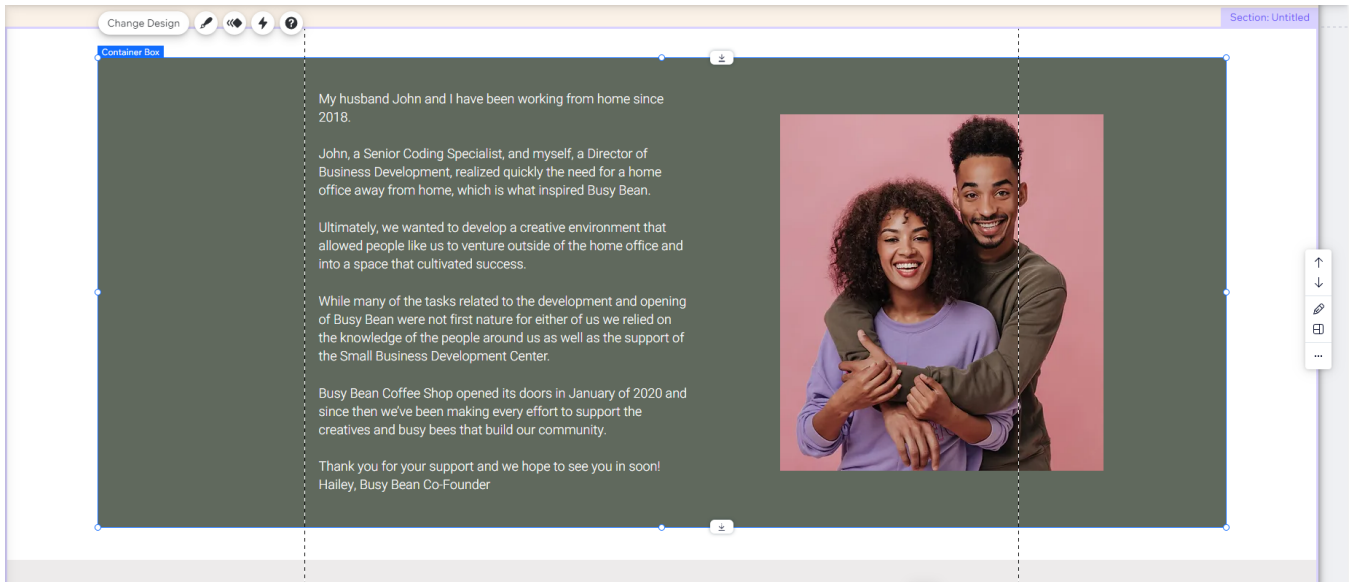 Change Design
Section: Untitled
Container Box
My husband John and I have been working from home since
2018.
John, a Senior Coding Specialist, and myself, a Director of
Business Development, realized quickly the need for a home
office away from home, which is what inspired Busy Bean.
Ultimately, we wanted to develop a creative environment that
allowed people like us to venture outside of the home office and
into a space that cultivated success.
While many of the tasks related to the development and opening
of Busy Bean were not first nature for either of us we relied on
the knowledge of the people around us as well as the support of
the Small Business Development Center.
Busy Bean Coffee Shop opened its doors in January of 2020 and
since then we've been making every effort to support the
creatives and busy bees that build our community.
Thank you for your support and we hope to see you in soon!
Hailey, Busy Bean Co-Founder